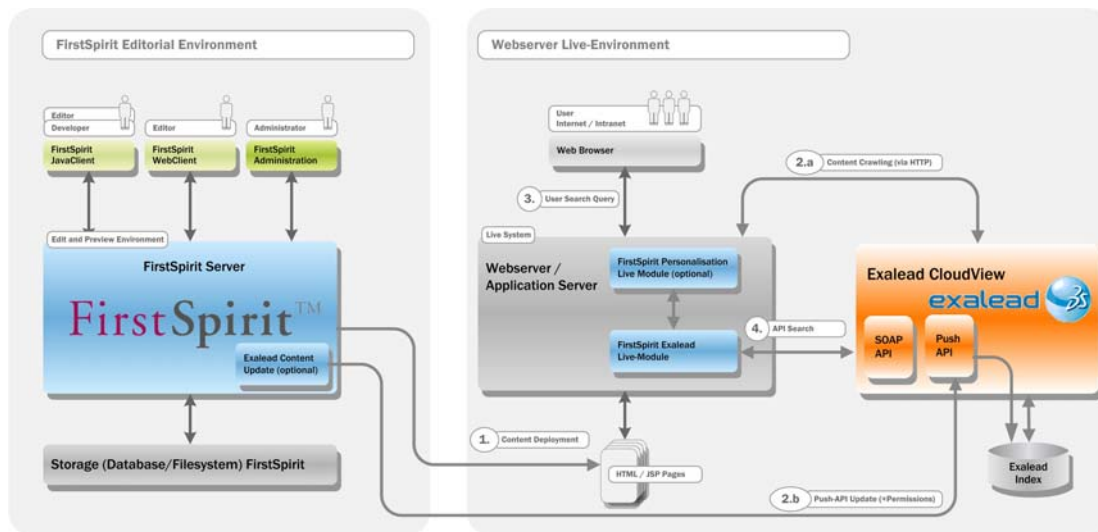 FirstSpirit Editorial Environment
Editor
Developer
FirstSpirit
JavaClient
Editor
FirstSpirit
WebClient
Administrator
FirstSpirit
Administration
Edit and Preview Environment
FirstSpirit Server
FirstSpirit™
Exalead Content
Update (optional)
Storage (Database/Filesystem) FirstSpirit
Webserver Live-Environment
User
Internet / Intranet
Web Browser
3. User Search Query
2.a Content Crawling (via HTTP)
Live System
Webserver /
Application Server
FirstSpirit Personalisation
Live Module (optional)
FirstSpirit Exalead
Live-Module
4. API Search
Exalead CloudView
exalead
SOAP
API
Push
API
1. Content Deployment
HTML / JSP Pages
2.b Push-API Update (+Permissions)
Exalead
Index